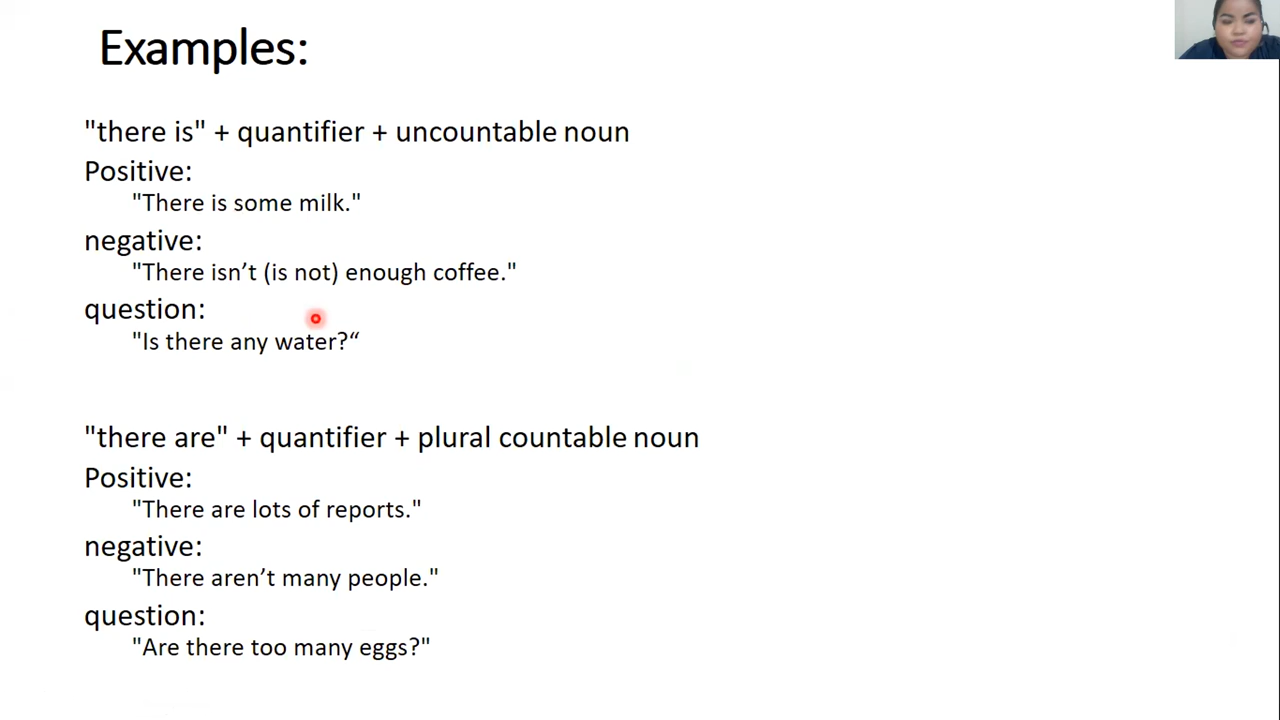 Examples:
"there is" + quantifier + uncountable noun
Positive:
"There is some milk."
negative:
"There isn’t (is not) enough coffee."
question:
"Is there any water?“
"there are" + quantifier + plural countable noun
Positive:
"There are lots of reports."
negative:
"There aren’t many people."
question:
"Are there too many eggs?"